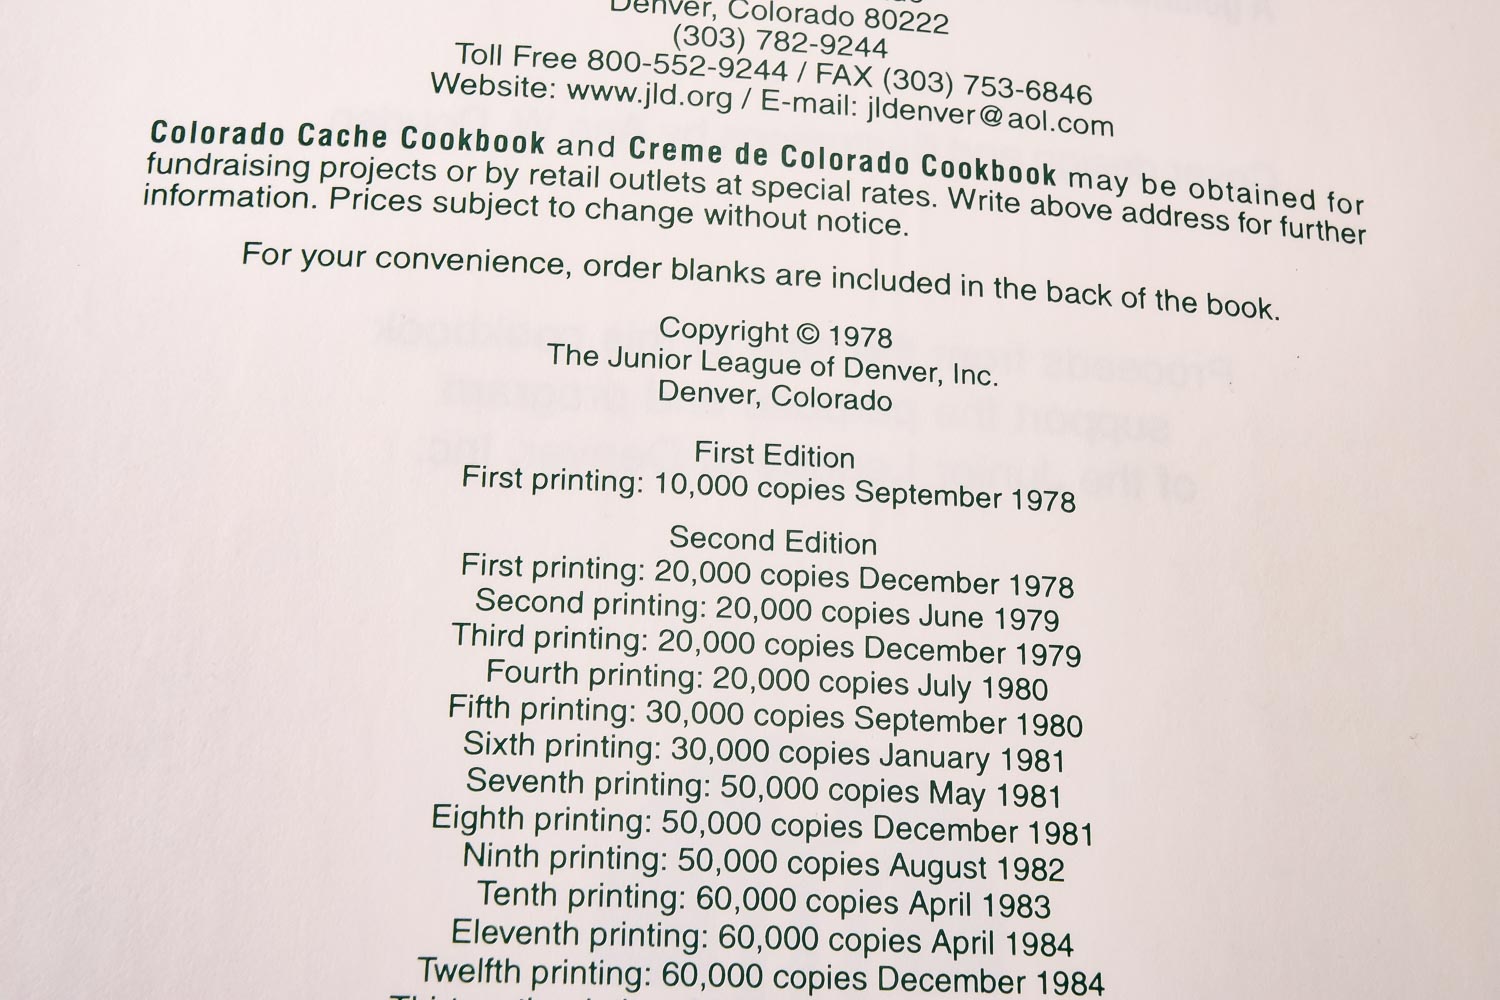 Denver, Colorado 80222
(303) 782-9244
Toll Free 800-552-9244 / FAX (303) 753-6846
Website: www.jld.org / E-mail: jldenver@aol.com
Colorado Cache Cookbook and Creme de Colorado Cookbook may be obtained for
fundraising projects or by retail outlets at special rates. Write above address for further
information. Prices subject to change without notice.
For your convenience, order blanks are included in the back of the book.
Copyright © 1978
The Junior League of Denver, Inc.
Denver, Colorado
First Edition
First printing: 10,000 copies September 1978
Second Edition
First printing: 20,000 copies December 1978
Second printing: 20,000 copies June 1979
Third printing: 20,000 copies December 1979
Fourth printing: 20,000 copies July 1980
Fifth printing: 30,000 copies September 1980
Sixth printing: 30,000 copies January 1981
Seventh printing: 50,000 copies May 1981
Eighth printing: 50,000 copies December 1981
Ninth printing: 50,000 copies August 1982
Tenth printing: 60,000 copies April 1983
Eleventh printing: 60,000 copies April 1984
Twelfth printing: 60,000 copies December 1984